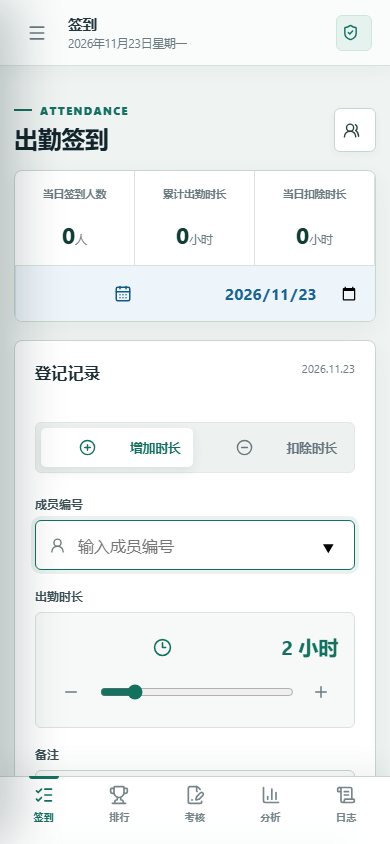 签到
2026年11月23日星期一
ATTENDANCE
出勤签到
当日签到人数
累计出勤时长
当日扣除时长
0人
0小时
0小时
2026/11/23
登记记录
2026.11.23
增加时长
扣除时长
成员编号
输入成员编号
出勤时长
2 小时
备注
签到
排行
考核
分析
日志